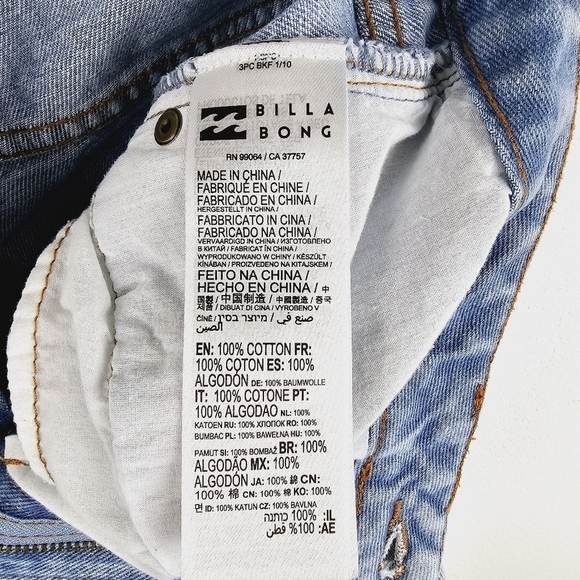 3PC BKF 1/10
BILLA
BONG
RN 99064 / CA 37757
MADE IN CHINA /
FABRIQUÉ EN CHINE /
FABRICADO EN CHINA /
HERGESTELLT IN CHINA /
FABBRICATO IN CINA /
FABRICADO NA CHINA /
VERVAARDIGD IN CHINA / ИЗГОТОВЛЕНО
В КИТАЙ / FABRICAT ÎN CHINA /
WYPRODUKOWANO W CHINY / KÉSZÜLT
KÍNÁBAN / PROIZVEDENO NA KITAJSKEM /
FEITO NA CHINA /
HECHO EN CHINA / 中
国製 / 中国制造 / 中國製造 / 중국
제조 / DIBUAT DI CINA / VYROBENO V
ČÍNĚ / מיוצר בסין / صنع في
الصين
EN: 100% COTTON FR:
100% COTON ES: 100%
ALGODÓN DE: 100% BAUMWOLLE
IT: 100% COTONE PT:
100% ALGODAO NL: 100%
KATOEN RU: 100% ХЛОПОК RO: 100%
BUMBAC PL: 100% BAWEŁNA HU: 100%
PAMUT SI: 100% BOMBAŽ BR: 100%
ALGODÃO MX: 100%
ALGODÓN JA: 100% 綿 CN:
100% 棉 CN: 100% 棉 KO: 100%
면 ID: 100% KATUN CZ: 100% BAVLNA
IL: 100% כותנה
AE: 100% قطن